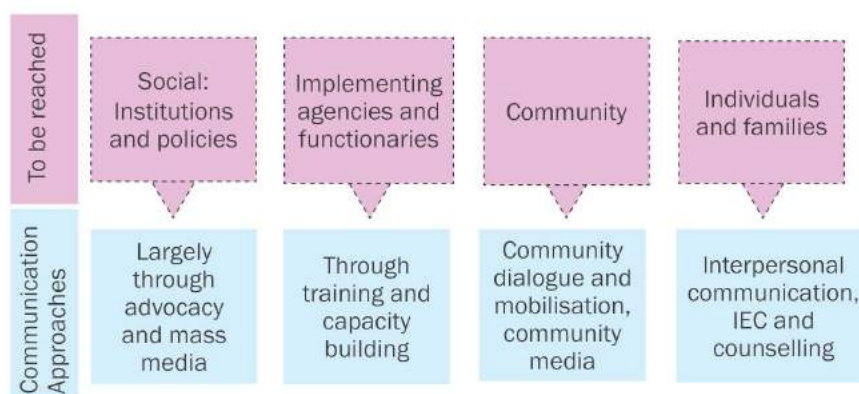 To be reached
Social:
Institutions
and policies
Implementing
agencies and
functionaries
Community
Individuals
and families
Communication
Approaches
Largely
through
advocacy
and mass
media
Through
training and
capacity
building
Community
dialogue and
mobilisation,
community
media
Interpersonal
communication,
IEC and
counselling